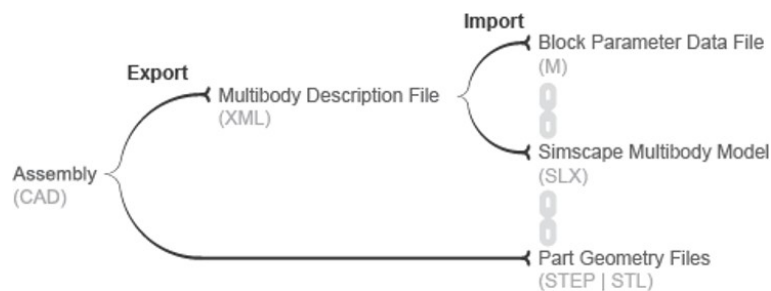 Import
Block Parameter Data File
(M)
Export
Multibody Description File
(XML)
Simscape Multibody Model
(SLX)
Assembly
(CAD)
Part Geometry Files
(STEP | STL)